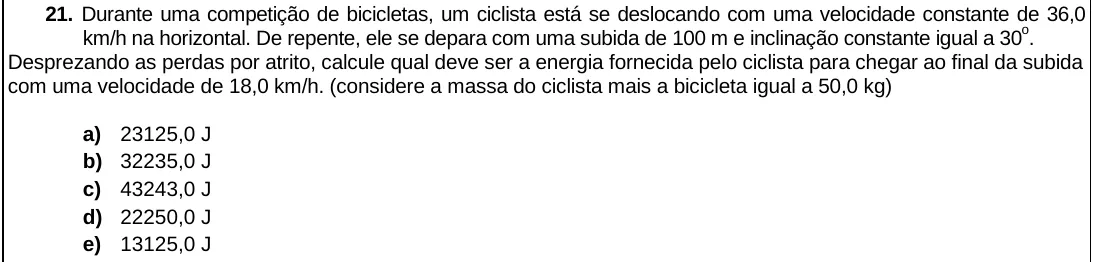 21. Durante uma competição de bicicletas, um ciclista está se deslocando com uma velocidade constante de 36,0
km/h na horizontal. De repente, ele se depara com uma subida de 100 m e inclinação constante igual a 30º.
Desprezando as perdas por atrito, calcule qual deve ser a energia fornecida pelo ciclista para chegar ao final da subida
com uma velocidade de 18,0 km/h. (considere a massa do ciclista mais a bicicleta igual a 50,0 kg)
a) 23125,0 J
b) 32235,0 J
c) 43243,0 J
d) 22250,0 J
e) 13125,0 J